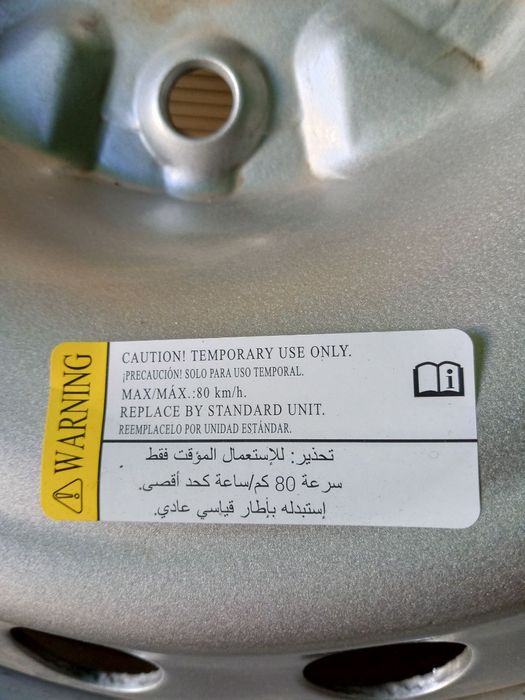 WARNING
CAUTION! TEMPORARY USE ONLY.
¡PRECAUCIÓN! SOLO PARA USO TEMPORAL.
MAX/MÁX.:80 km/h.
REPLACE BY STANDARD UNIT.
REEMPLACELO POR UNIDAD ESTÁNDAR.
تحذير: للإستعمال المؤقت فقط
سرعة 80 كم/ساعة كحد أقصى.
إستبدله بأطار قياسي عادي.